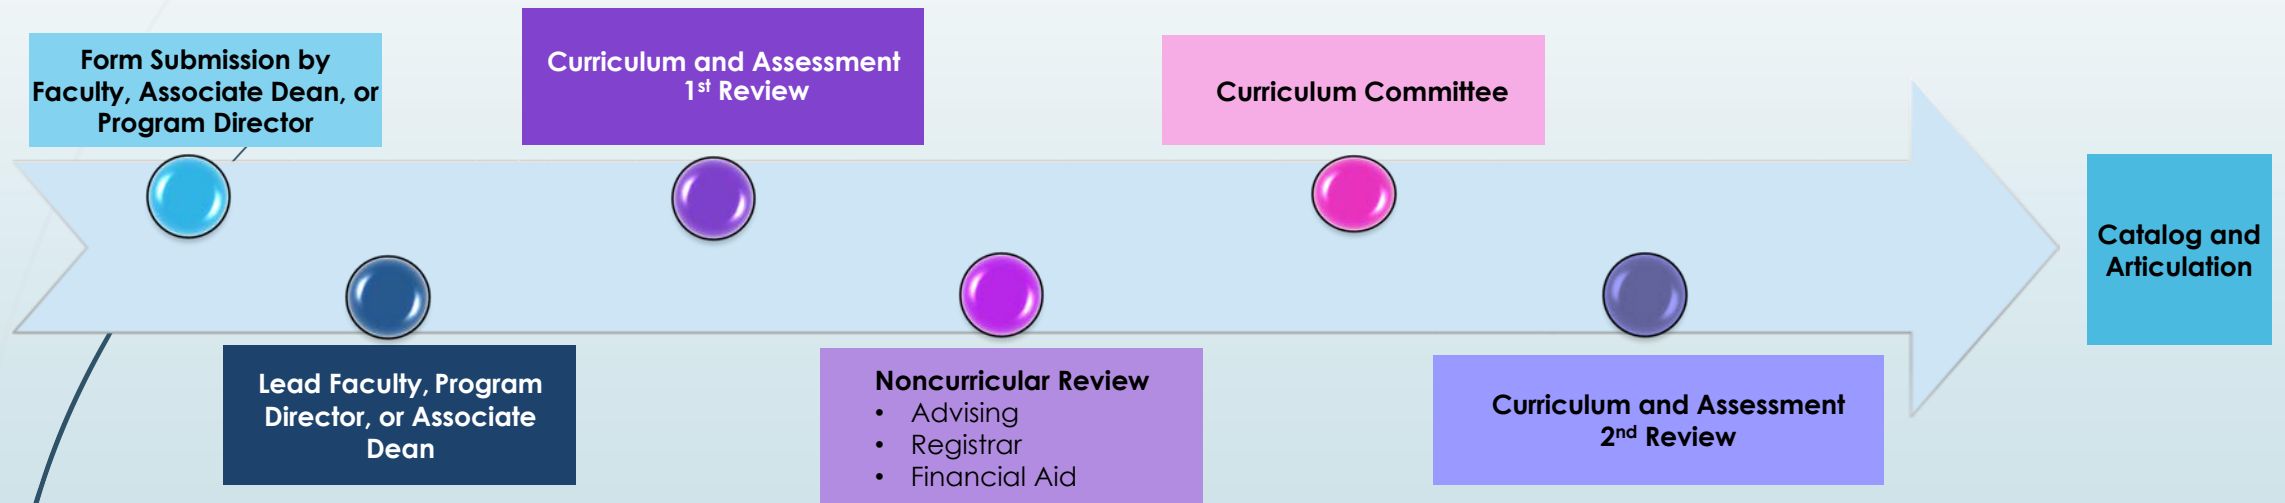 Form Submission by
Faculty, Associate Dean, or
Program Director
Lead Faculty, Program
Director, or Associate
Dean
Curriculum and Assessment
1st Review
Noncurricular Review
• Advising
• Registrar
• Financial Aid
Curriculum Committee
Curriculum and Assessment
2nd Review
Catalog and
Articulation